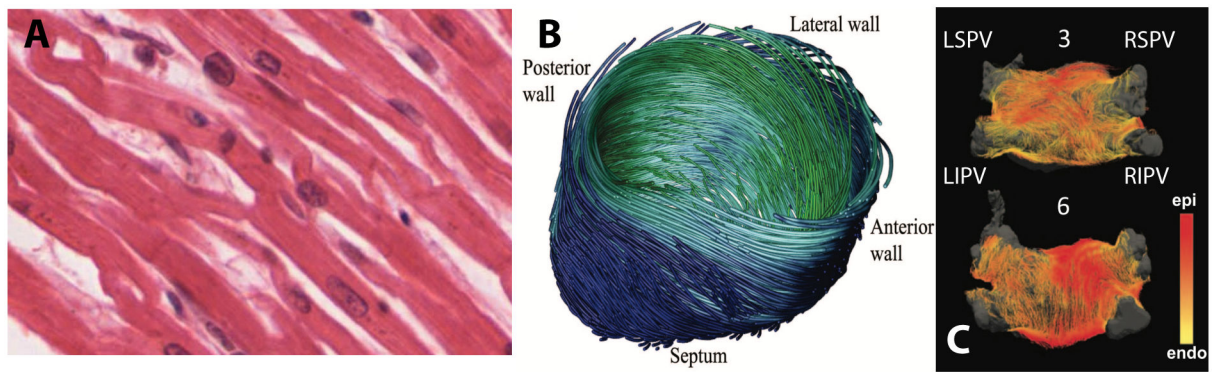 A
B
Lateral wall
Posterior
wall
Anterior
wall
Septum
LSPV 3 RSPV
LIPV RIPV
6
epi
endo
C